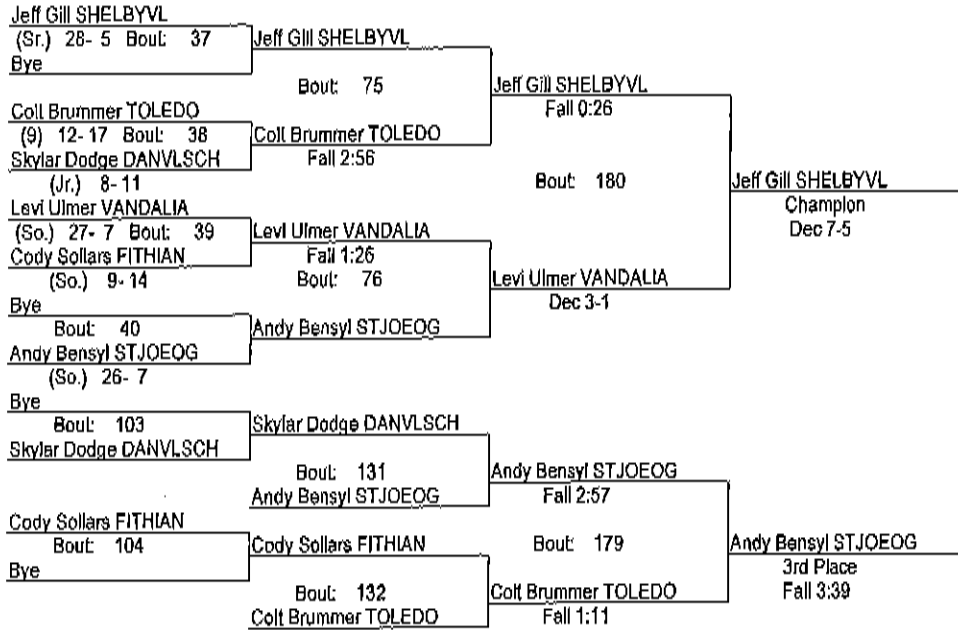 Jeff Gill SHELBYVL
(Sr.) 28- 5 Bout: 37
Bye
Jeff Gill SHELBYVL
Bout: 75
Colt Brummer TOLEDO
(9) 12- 17 Bout: 38
Skylar Dodge DANVLSCH
(Jr.) 8- 11
Colt Brummer TOLEDO
Fall 2:56
Jeff Gill SHELBYVL
Fall 0:26
Levi Ulmer VANDALIA
(So.) 27- 7 Bout: 39
Cody Sollars FITHIAN
(So.) 9- 14
Levi Ulmer VANDALIA
Fall 1:26
Bout: 76
Bye
Bout: 40
Andy Bensyl STJOEOG
(So.) 26- 7
Andy Bensyl STJOEOG
Levi Ulmer VANDALIA
Dec 3-1
Bout: 180
Jeff Gill SHELBYVL
Champion
Dec 7-5
Bye
Bout: 103
Skylar Dodge DANVLSCH
Skylar Dodge DANVLSCH
Bout: 131
Andy Bensyl STJOEOG
Andy Bensyl STJOEOG
Fall 2:57
Cody Sollars FITHIAN
Bout: 104
Bye
Cody Sollars FITHIAN
Bout: 132
Colt Brummer TOLEDO
Colt Brummer TOLEDO
Fall 1:11
Bout: 179
Andy Bensyl STJOEOG
3rd Place
Fall 3:39